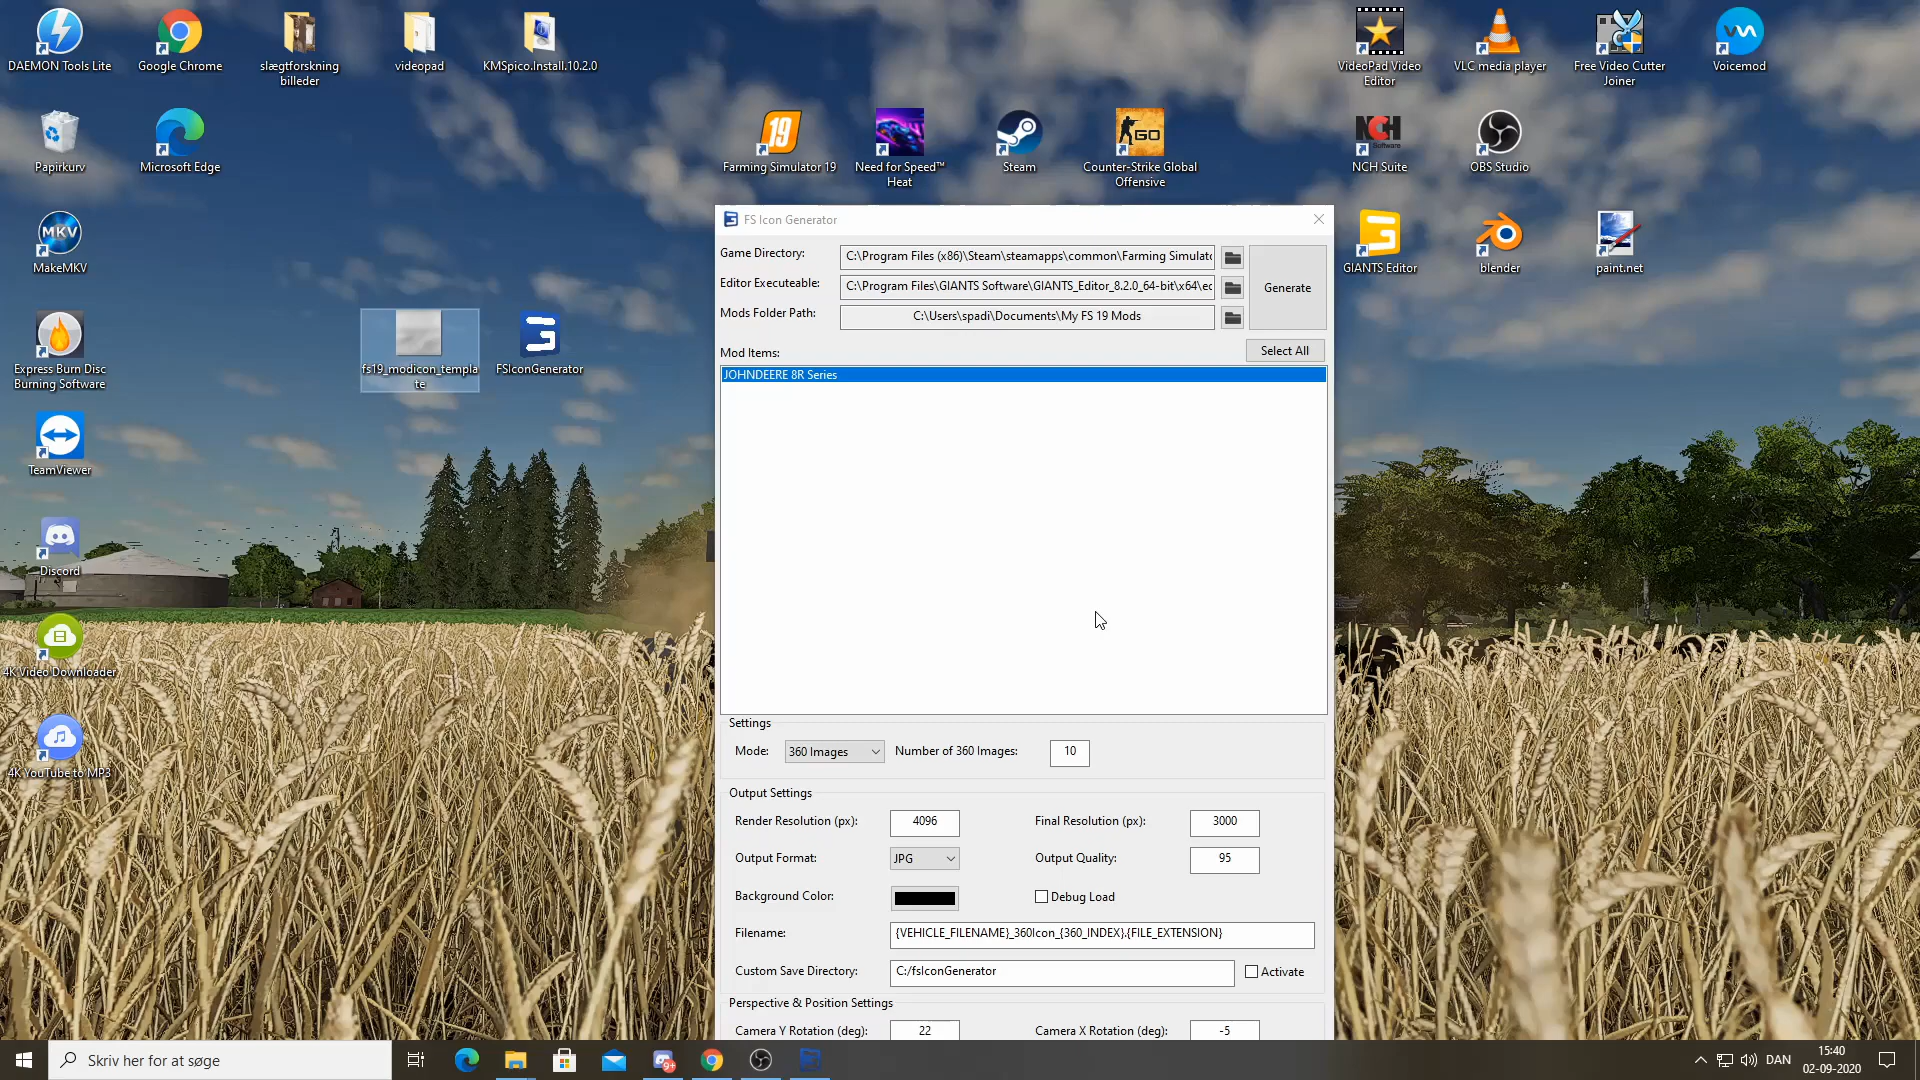 DAEMON Tools Lite
Google Chrome
slægtforskning
billeder
videopad
KMSpico.Install.10.2.0
VideoPad Video
Editor
VLC media player
Free Video Cutter
Joiner
Voicemod
Papirkurv
Microsoft Edge
19
Farming Simulator 19
Need for Speed™
Heat
Steam
GO
Counter-Strike Global
Offensive
NCH
Software
NCH Suite
OBS Studio
MKV
MakeMKV
GIANTS Editor
blender
paint.net
Express Burn Disc
Burning Software
fs19_modicon_templa
te
FSIconGenerator
TeamViewer
Discord
4K Video Downloader
4K YouTube to MP3
FS Icon Generator
Game Directory:
C:\Program Files (x86)\Steam\steamapps\common\Farming Simulato
Editor Executeable:
C:\Program Files\GIANTS Software\GIANTS_Editor_8.2.0_64-bit\x64\ec
Mods Folder Path:
C:\Users\spadi\Documents\My FS 19 Mods
Generate
Mod Items:
Select All
JOHNDEERE 8R Series
Settings
Mode:
360 Images
Number of 360 Images:
10
Output Settings
Render Resolution (px):
4096
Final Resolution (px):
3000
Output Format:
JPG
Output Quality:
95
Background Color:
Debug Load
Filename:
{VEHICLE_FILENAME}_360Icon_{360_INDEX}.{FILE_EXTENSION}
Custom Save Directory:
C:/fsIconGenerator
Activate
Perspective & Position Settings
Camera Y Rotation (deg):
22
Camera X Rotation (deg):
-5
Skriv her for at søge
9+
DAN
15:40
02-09-2020